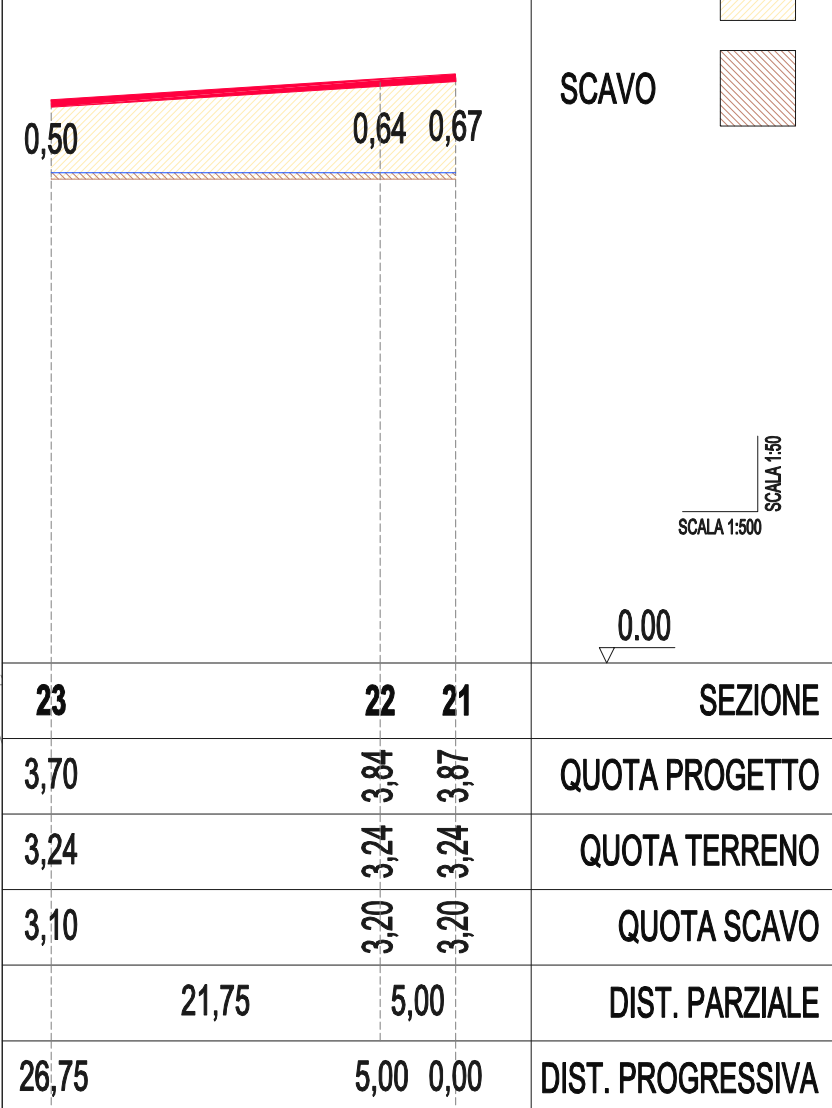 SCAVO
0,50 0,64 0,67
SCALA 1:50
SCALA 1:500
0.00
23 22 21 SEZIONE
3,70 3,84 3,87 QUOTA PROGETTO
3,24 3,24 3,24 QUOTA TERRENO
3,10 3,20 3,20 QUOTA SCAVO
21,75 5,00 DIST. PARZIALE
26,75 5,00 0,00 DIST. PROGRESSIVA